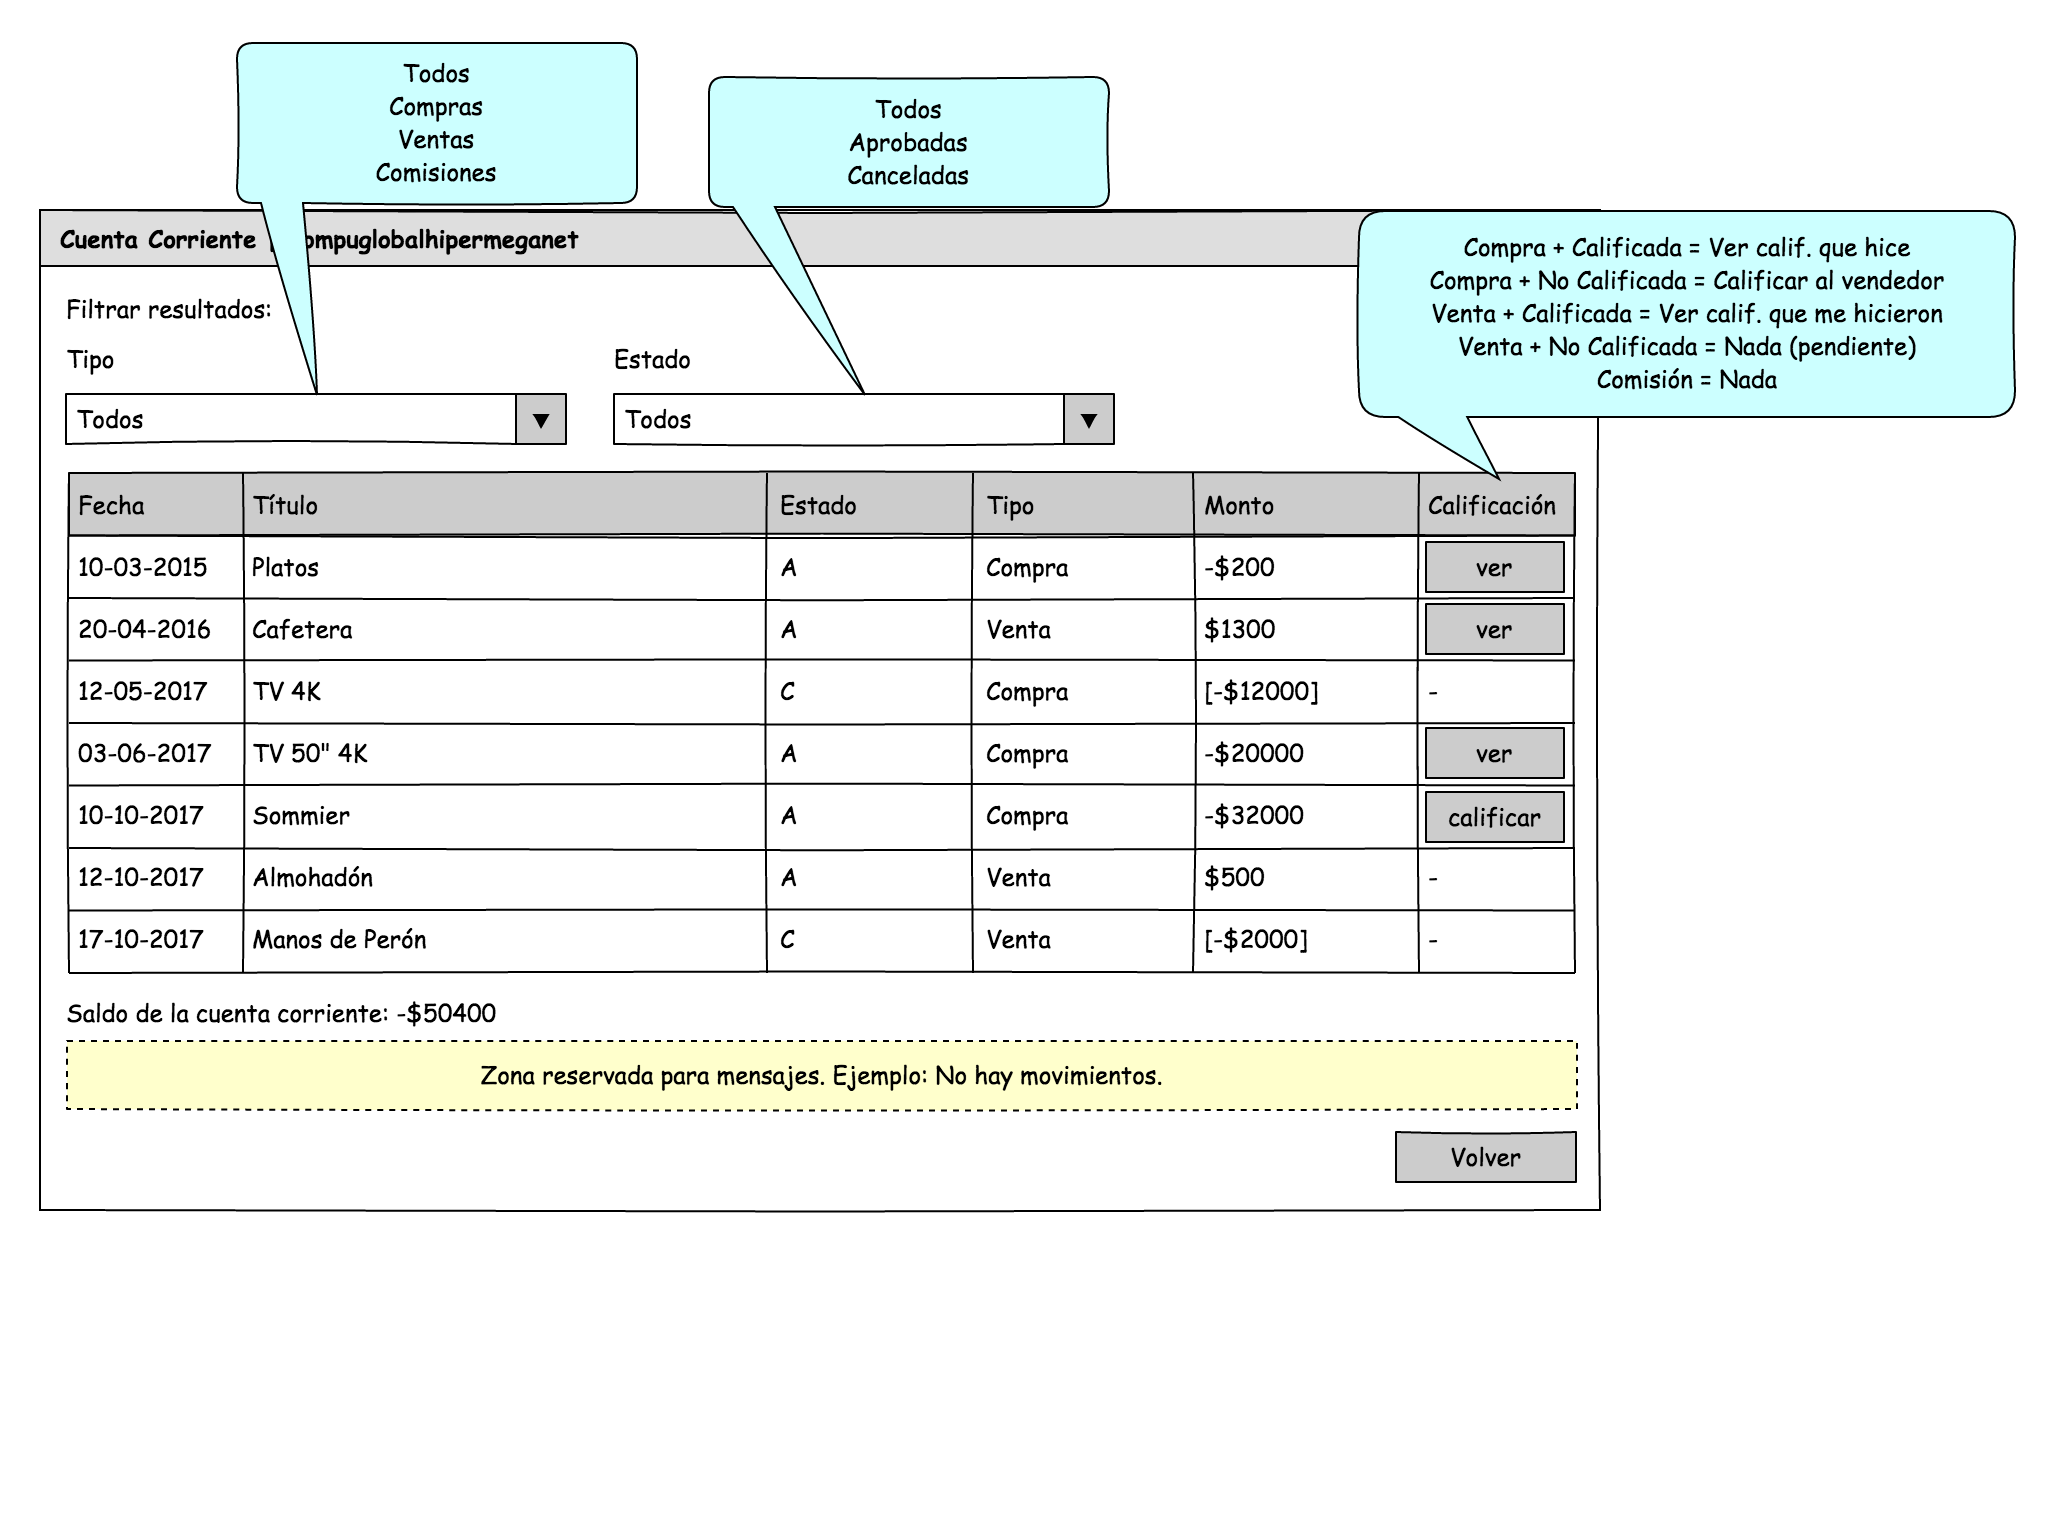 Todos
Compras
Ventas
Comisiones
Todos
Aprobadas
Canceladas
Cuenta Corriente
Compra + Calificada = Ver calif. que hice
Compra + No Calificada = Calificar al vendedor
Venta + Calificada = Ver calif. que me hicieron
Venta + No Calificada = Nada (pendiente)
Comisión = Nada
Filtrar resultados:
Tipo Estado
Todos ▼ Todos ▼
Fecha Título Estado Tipo Monto Calificación
10-03-2015 Platos A Compra -$200 ver
20-04-2016 Cafetera A Venta $1300 ver
12-05-2017 TV 4K C Compra [-$12000] -
03-06-2017 TV 50" 4K A Compra -$20000 ver
10-10-2017 Sommier A Compra -$32000 calificar
12-10-2017 Almohadón A Venta $500 -
17-10-2017 Manos de Perón C Venta [-$2000] -
Saldo de la cuenta corriente: -$50400
Zona reservada para mensajes. Ejemplo: No hay movimientos.
Volver